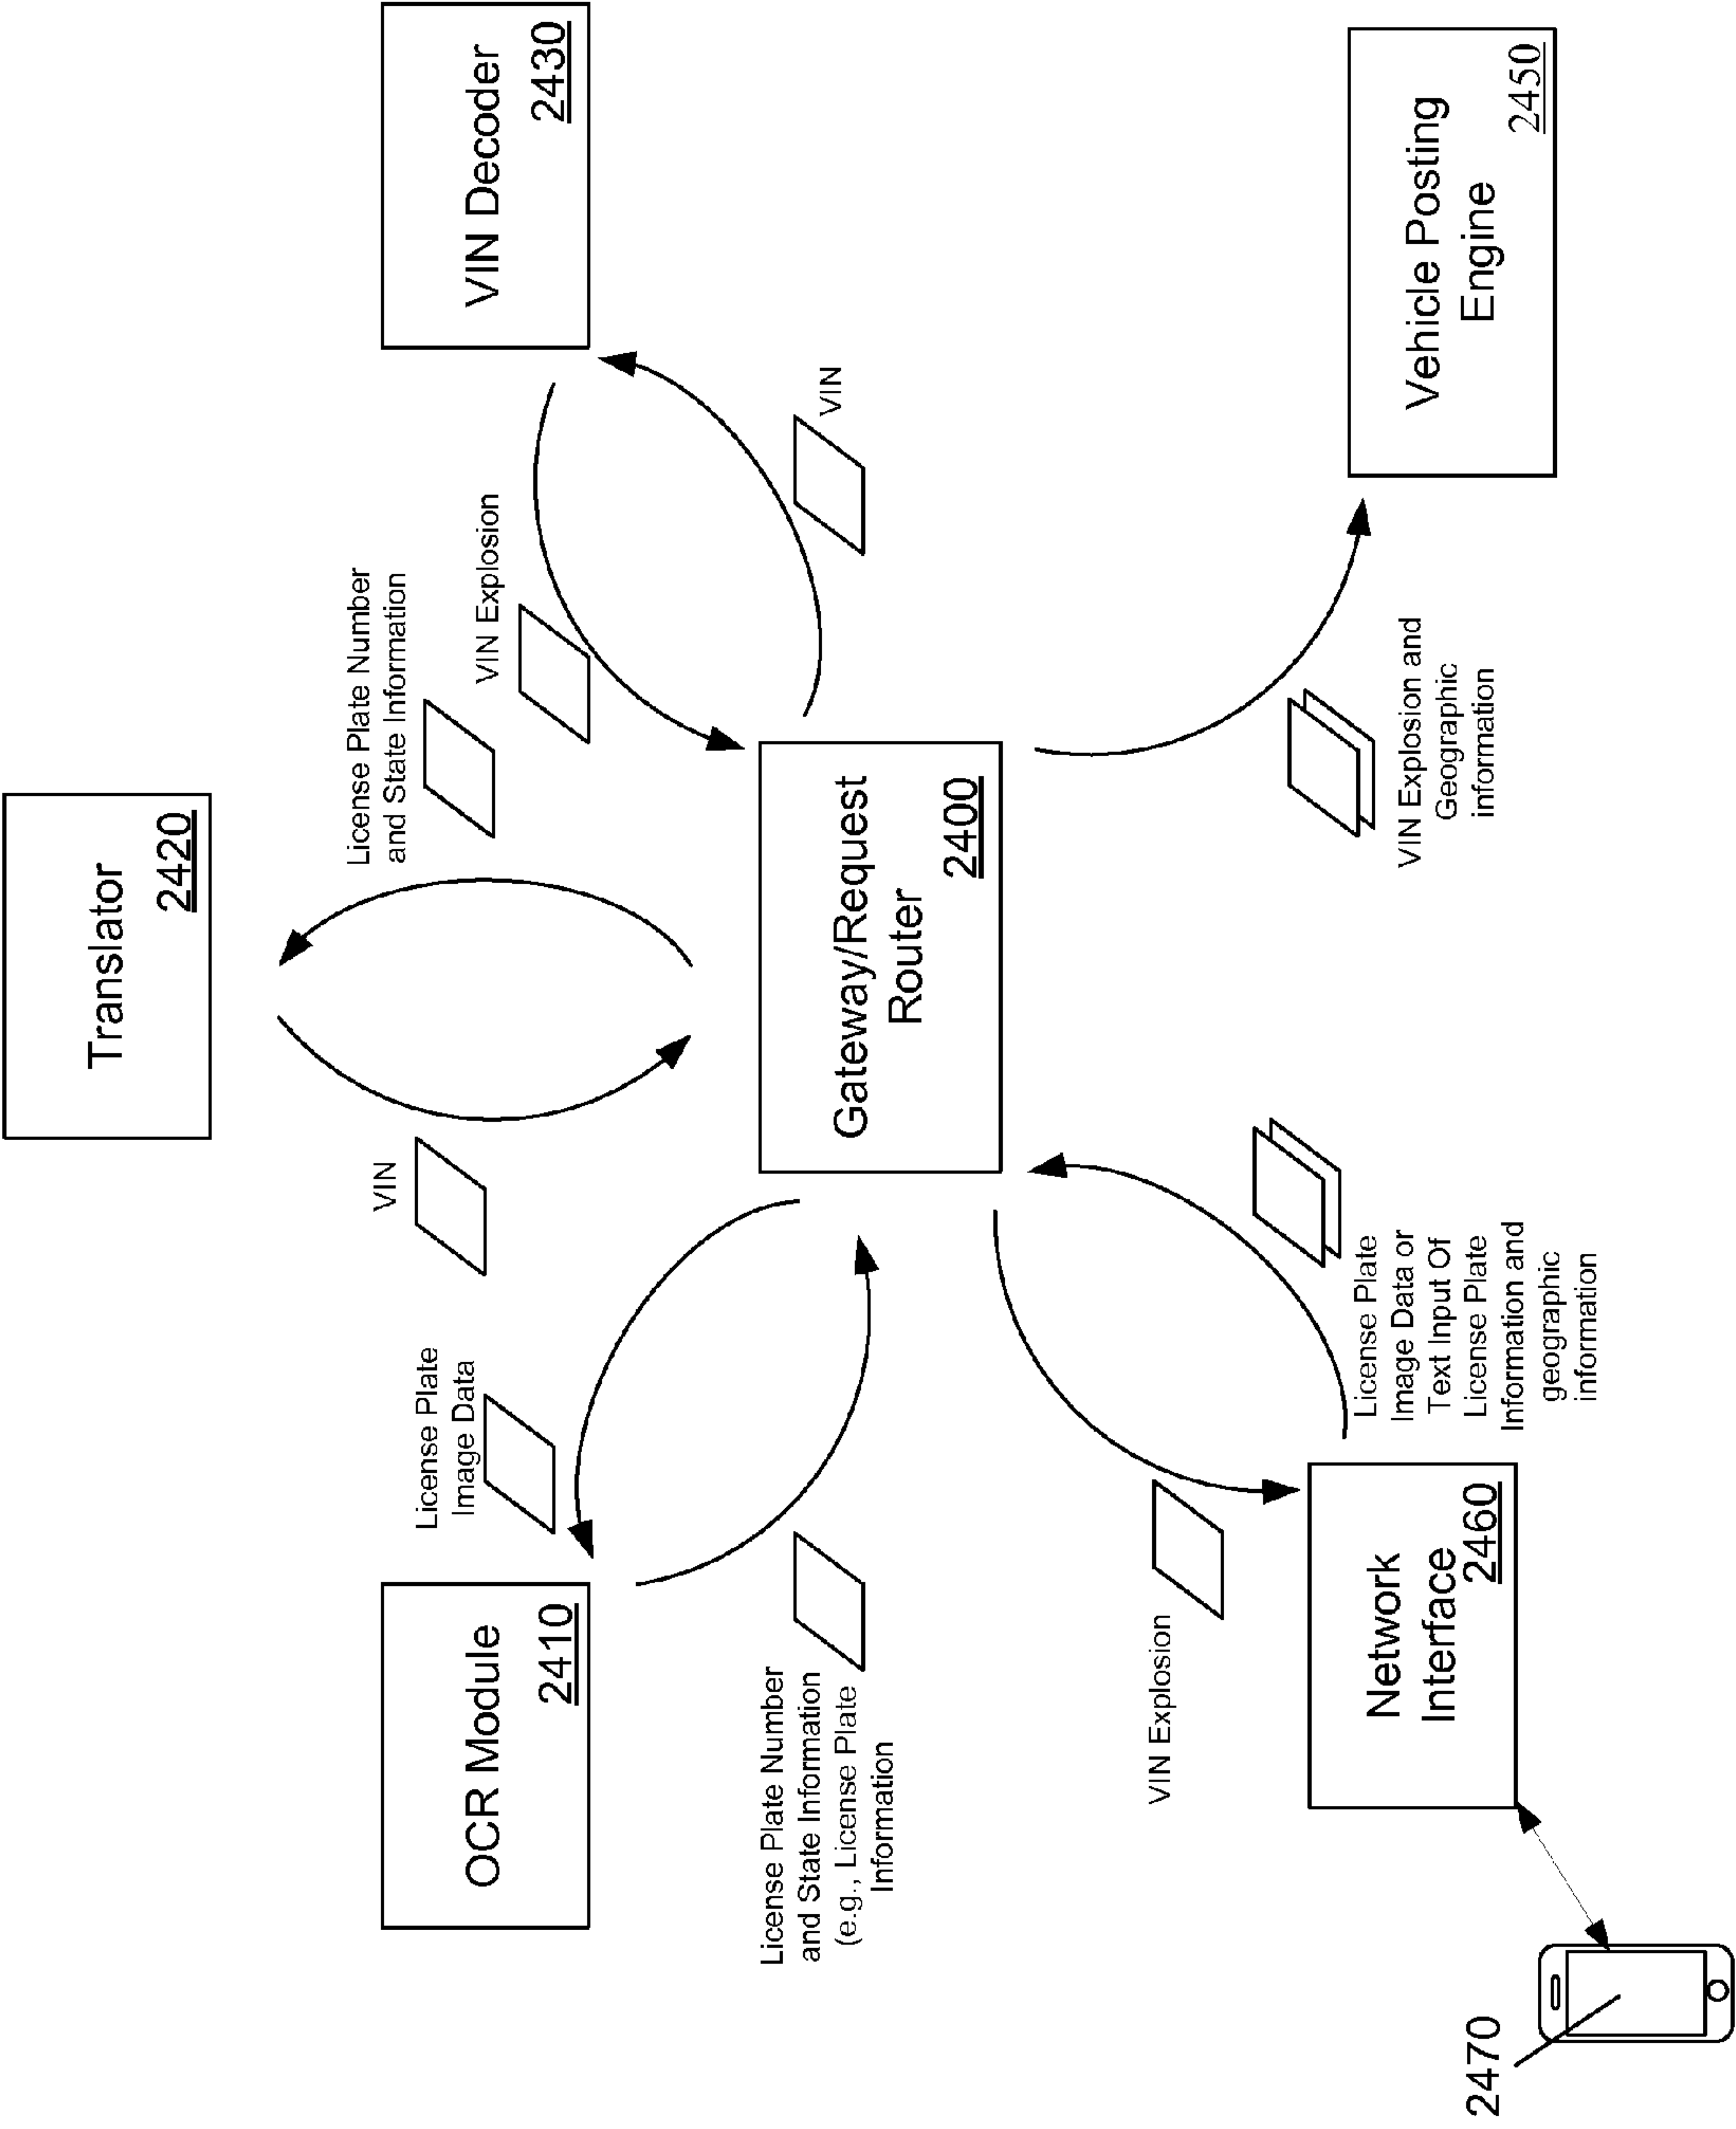 Translator
2420
VIN
License Plate Number
and State Information
License Plate
Image Data
VIN Explosion
OCR Module
2410
VIN Decoder
2430
License Plate Number
and State Information
(e.g., License Plate
Information
Gateway/Request
Router
2400
VIN
VIN Explosion
License Plate
Image Data or
Text Input Of
License Plate
Information and
geographic
information
VIN Explosion and
Geographic
information
Network
Interface
2460
Vehicle Posting
Engine
2450
2470